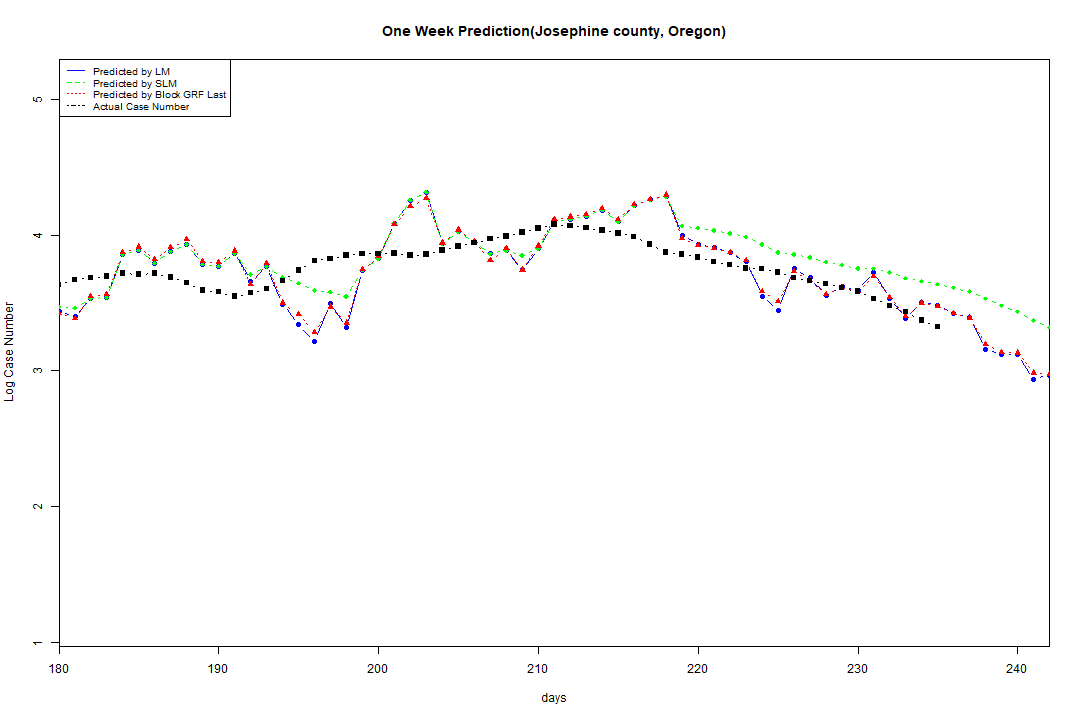 One Week Prediction(Josephine county, Oregon)
Predicted by LM
Predicted by SLM
Predicted by Block GRF Last
Actual Case Number
5
4
3
2
1
Log Case Number
180 190 200 210 220 230 240
days